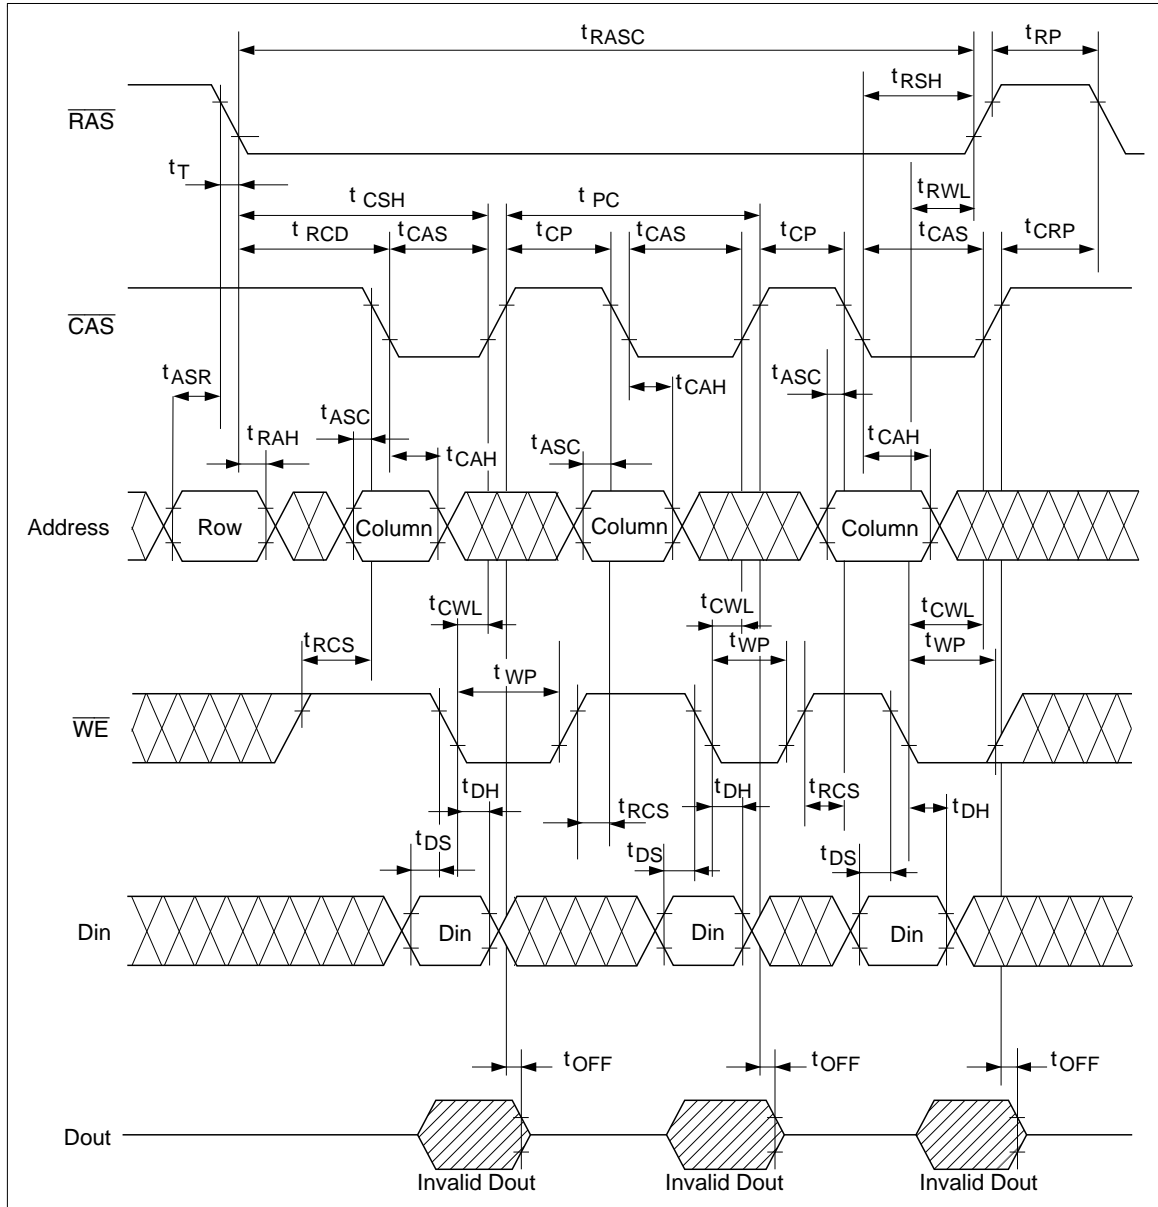 tRASC
tRP
tRSH
RAS
tT
tRWL
tCSH
tPC
tRCD
tCAS
tCP
tCAS
tCP
tCAS
tCRP
CAS
tASR
tASC
tCAH
tASC
tRAH
tCAH
tASC
tCAH
Address
Row
Column
Column
Column
tCWL
tCWL
tCWL
tRCS
tWP
tWP
tWP
WE
tDH
tRCS
tDH
tRCS
tDH
tDS
tDS
tDS
Din
Din
Din
Din
tOFF
tOFF
tOFF
Dout
Invalid Dout
Invalid Dout
Invalid Dout